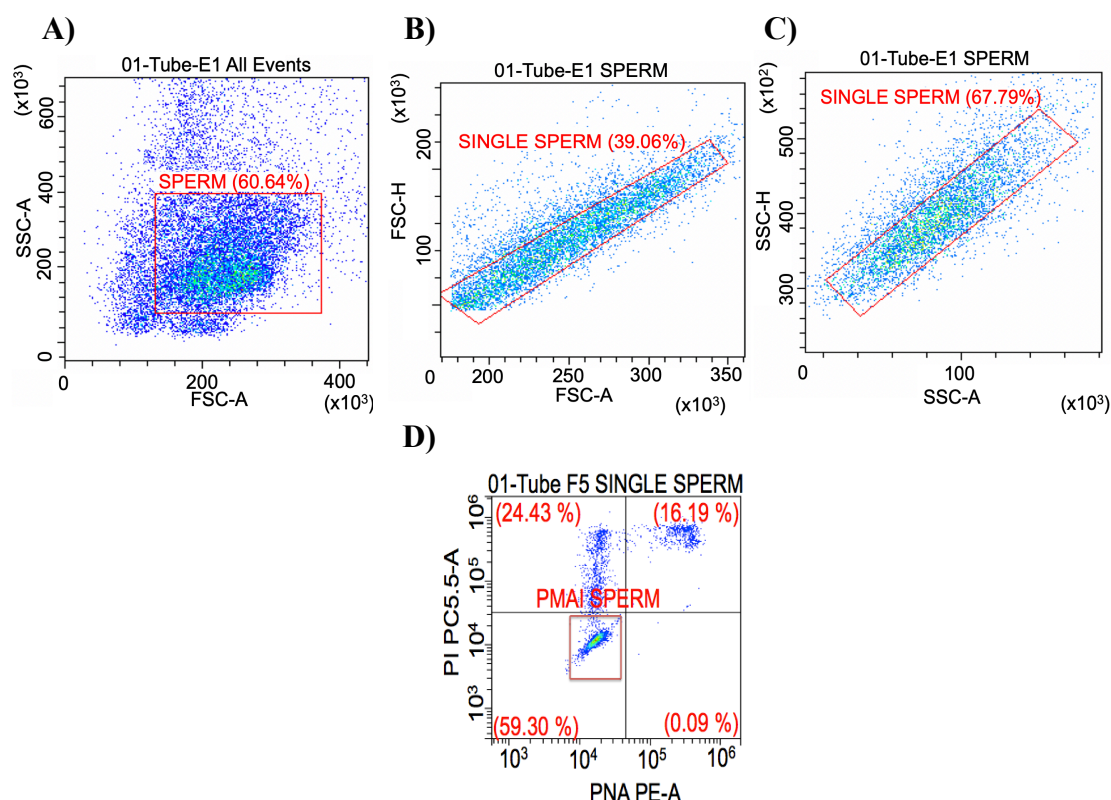 A)
01-Tube-E1 All Events
(x10³)
SSC-A
600
400
200
0
SPERM (60.64%)
0
200
400
FSC-A
(x10³)
B)
01-Tube-E1 SPERM
(x10³)
FSC-H
200
100
SINGLE SPERM (39.06%)
0
200
250
300
350
FSC-A
(x10³)
C)
01-Tube-E1 SPERM
(x10²)
SSC-H
500
400
300
SINGLE SPERM (67.79%)
0
100
SSC-A
(x10³)
D)
01-Tube F5 SINGLE SPERM
PI PC5.5-A
10⁶
10⁵
10⁴
10³
(24.43 %)
(16.19 %)
PMAI SPERM
(59.30 %)
(0.09 %)
10³
10⁴
10⁵
10⁶
PNA PE-A